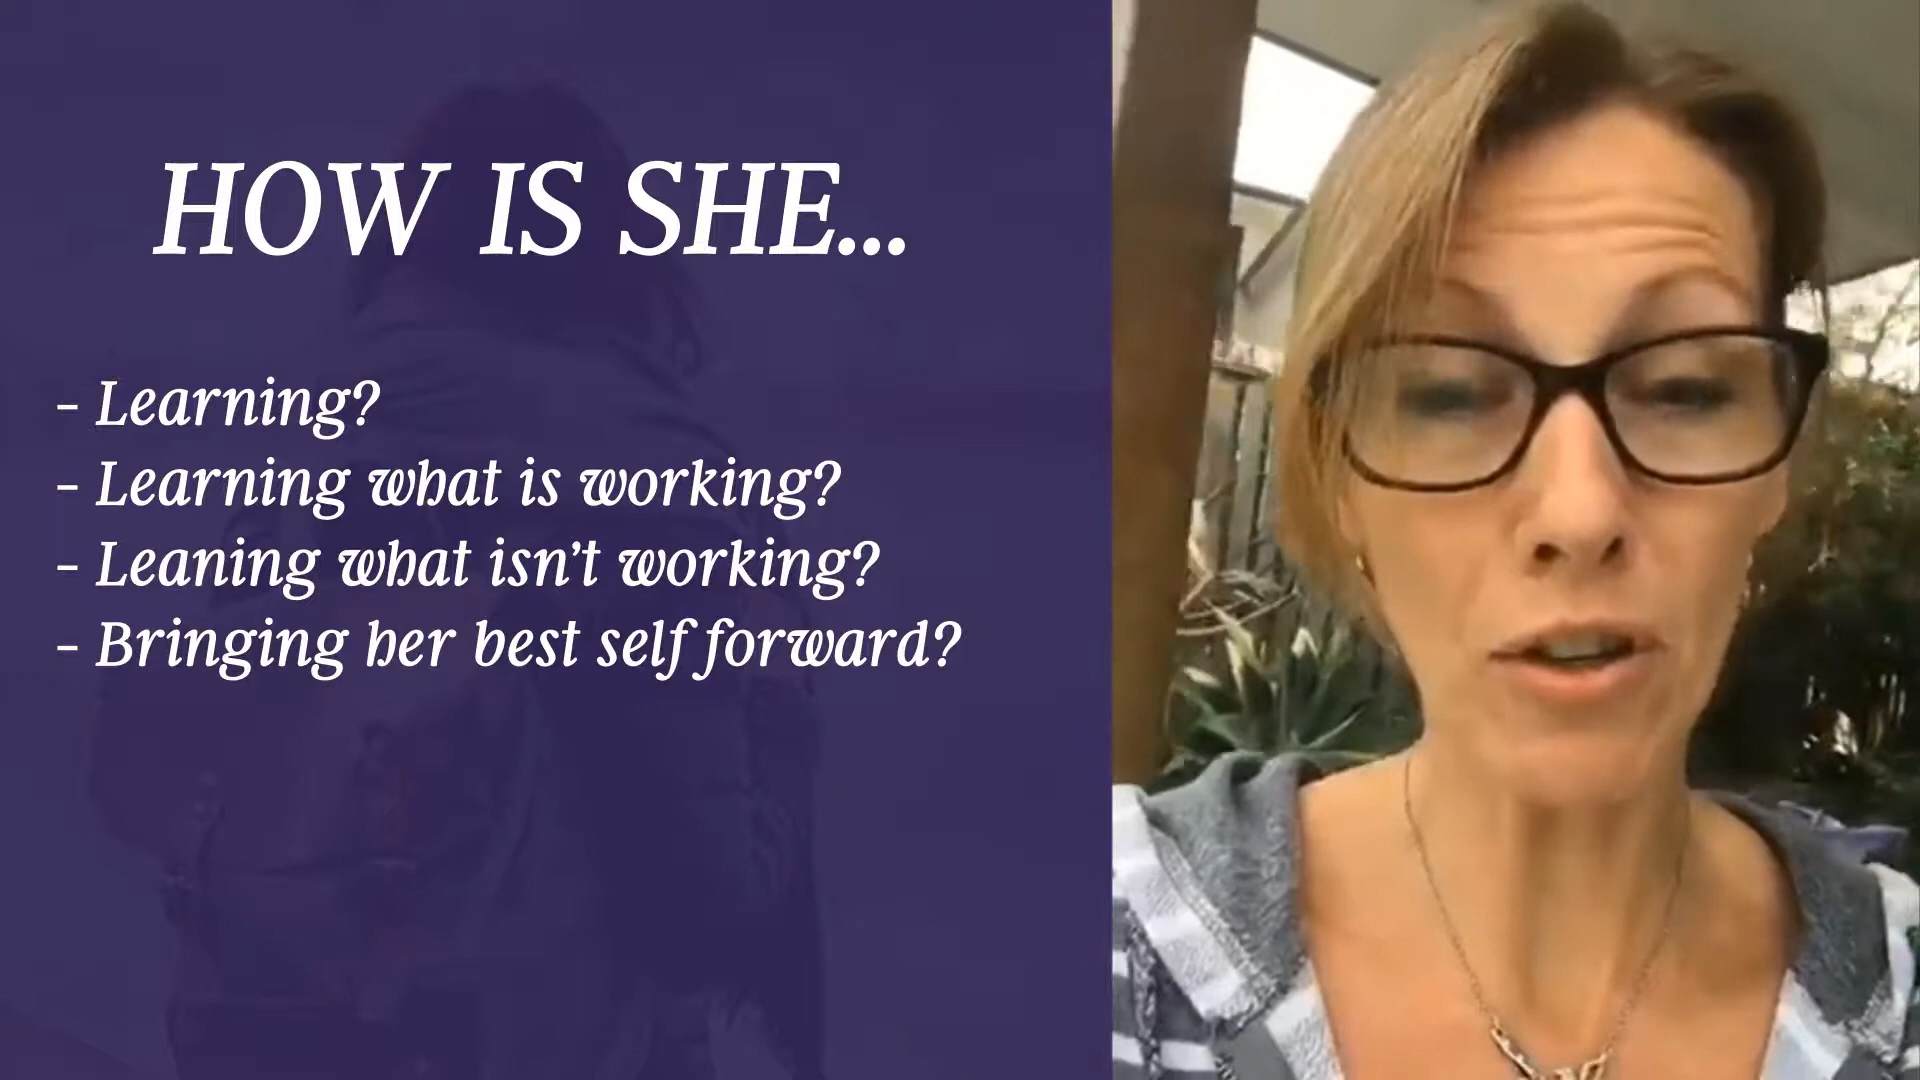 HOW IS SHE...
- Learning?
- Learning what is working?
- Leaning what isn't working?
- Bringing her best self forward?